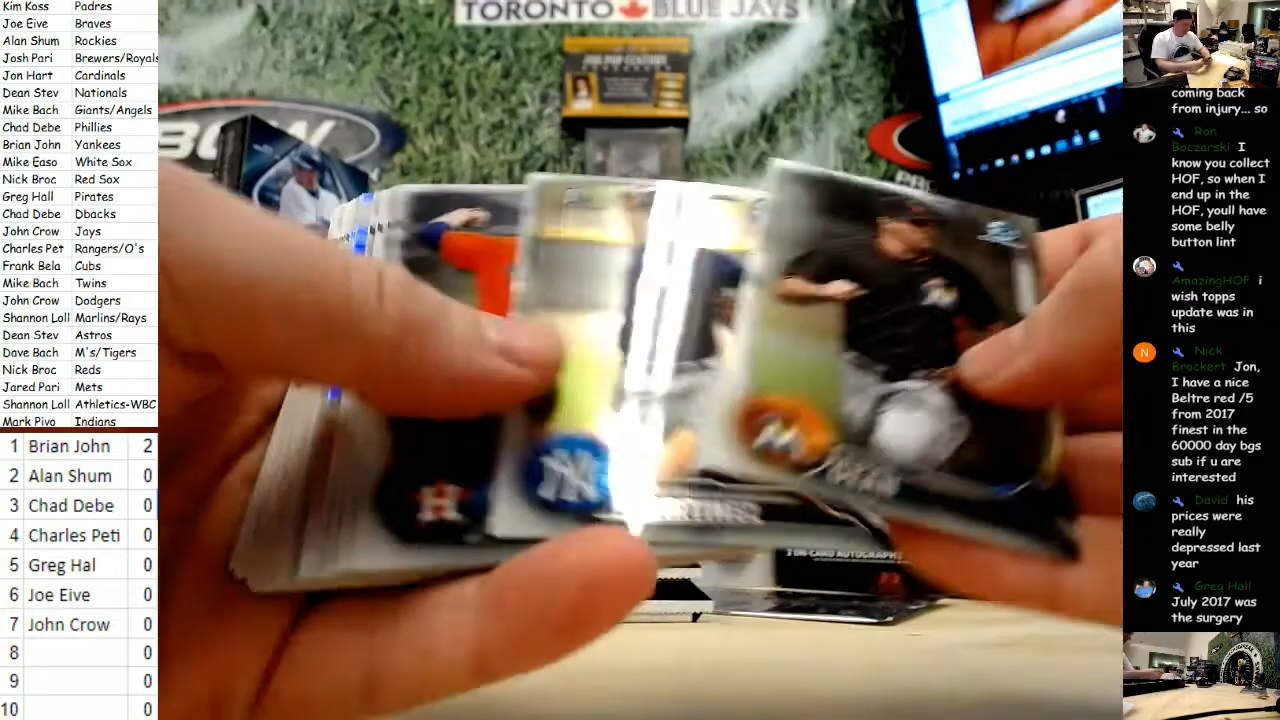 Kim Koss Padres
Joe Eive Braves
Alan Shum Rockies
Josh Pari Brewers/Royals
Jon Hart Cardinals
Dean Stev Nationals
Mike Bach Giants/Angels
Chad Debe Phillies
Brian John Yankees
Mike Easo White Sox
Nick Broc Red Sox
Greg Hall Pirates
Chad Debe Dbacks
John Crow Jays
Charles Pet Rangers/O's
Frank Bela Cubs
Mike Bach Twins
John Crow Dodgers
Shannon Loll Marlins/Rays
Dean Stev Astros
Dave Bach M's/Tigers
Nick Broc Reds
Jared Pari Mets
Shannon Loll Athletics-WBC
Mark Pivo Indians
1 Brian John 2
2 Alan Shum 0
3 Chad Debe 0
4 Charles Peti 0
5 Greg Hal 0
6 Joe Eive 0
7 John Crow 0
8 0
9 0
10 0
TORONTO BLUE JAYS
H
NY
M
2 ON-CARD AUTOGRAPHS
coming back
from injury... so
Ron
Boczarski I
know you collect
HOF, so when I
end up in the
HOF, youll have
some belly
button lint
AmazingHOF i
wish topps
update was in
this
N
Nick
Brockert Jon,
I have a nice
Beltre red /5
from 2017
finest in the
60000 day bgs
sub if u are
interested
David his
prices were
really
depressed last
year
Greg Hall
July 2017 was
the surgery